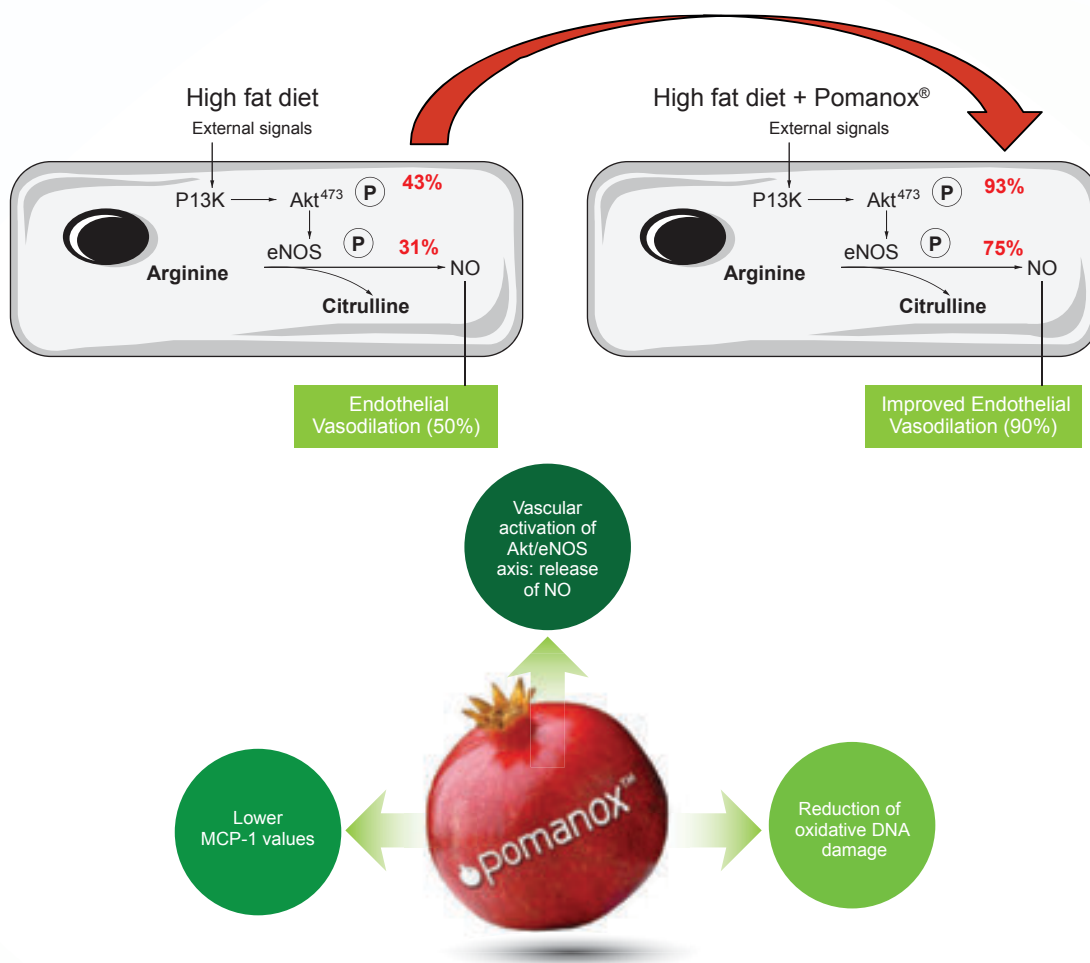 High fat diet
External signals
P13K
Akt⁴⁷³
P
43%
eNOS
P
31%
Arginine
NO
Citrulline
Endothelial
Vasodilation (50%)
High fat diet + Pomanox®
External signals
P13K
Akt⁴⁷³
P
93%
eNOS
P
75%
Arginine
NO
Citrulline
Improved Endothelial
Vasodilation (90%)
Vascular
activation of
Akt/eNOS
axis: release
of NO
Lower
MCP-1 values
pomanox™
Reduction of
oxidative DNA
damage